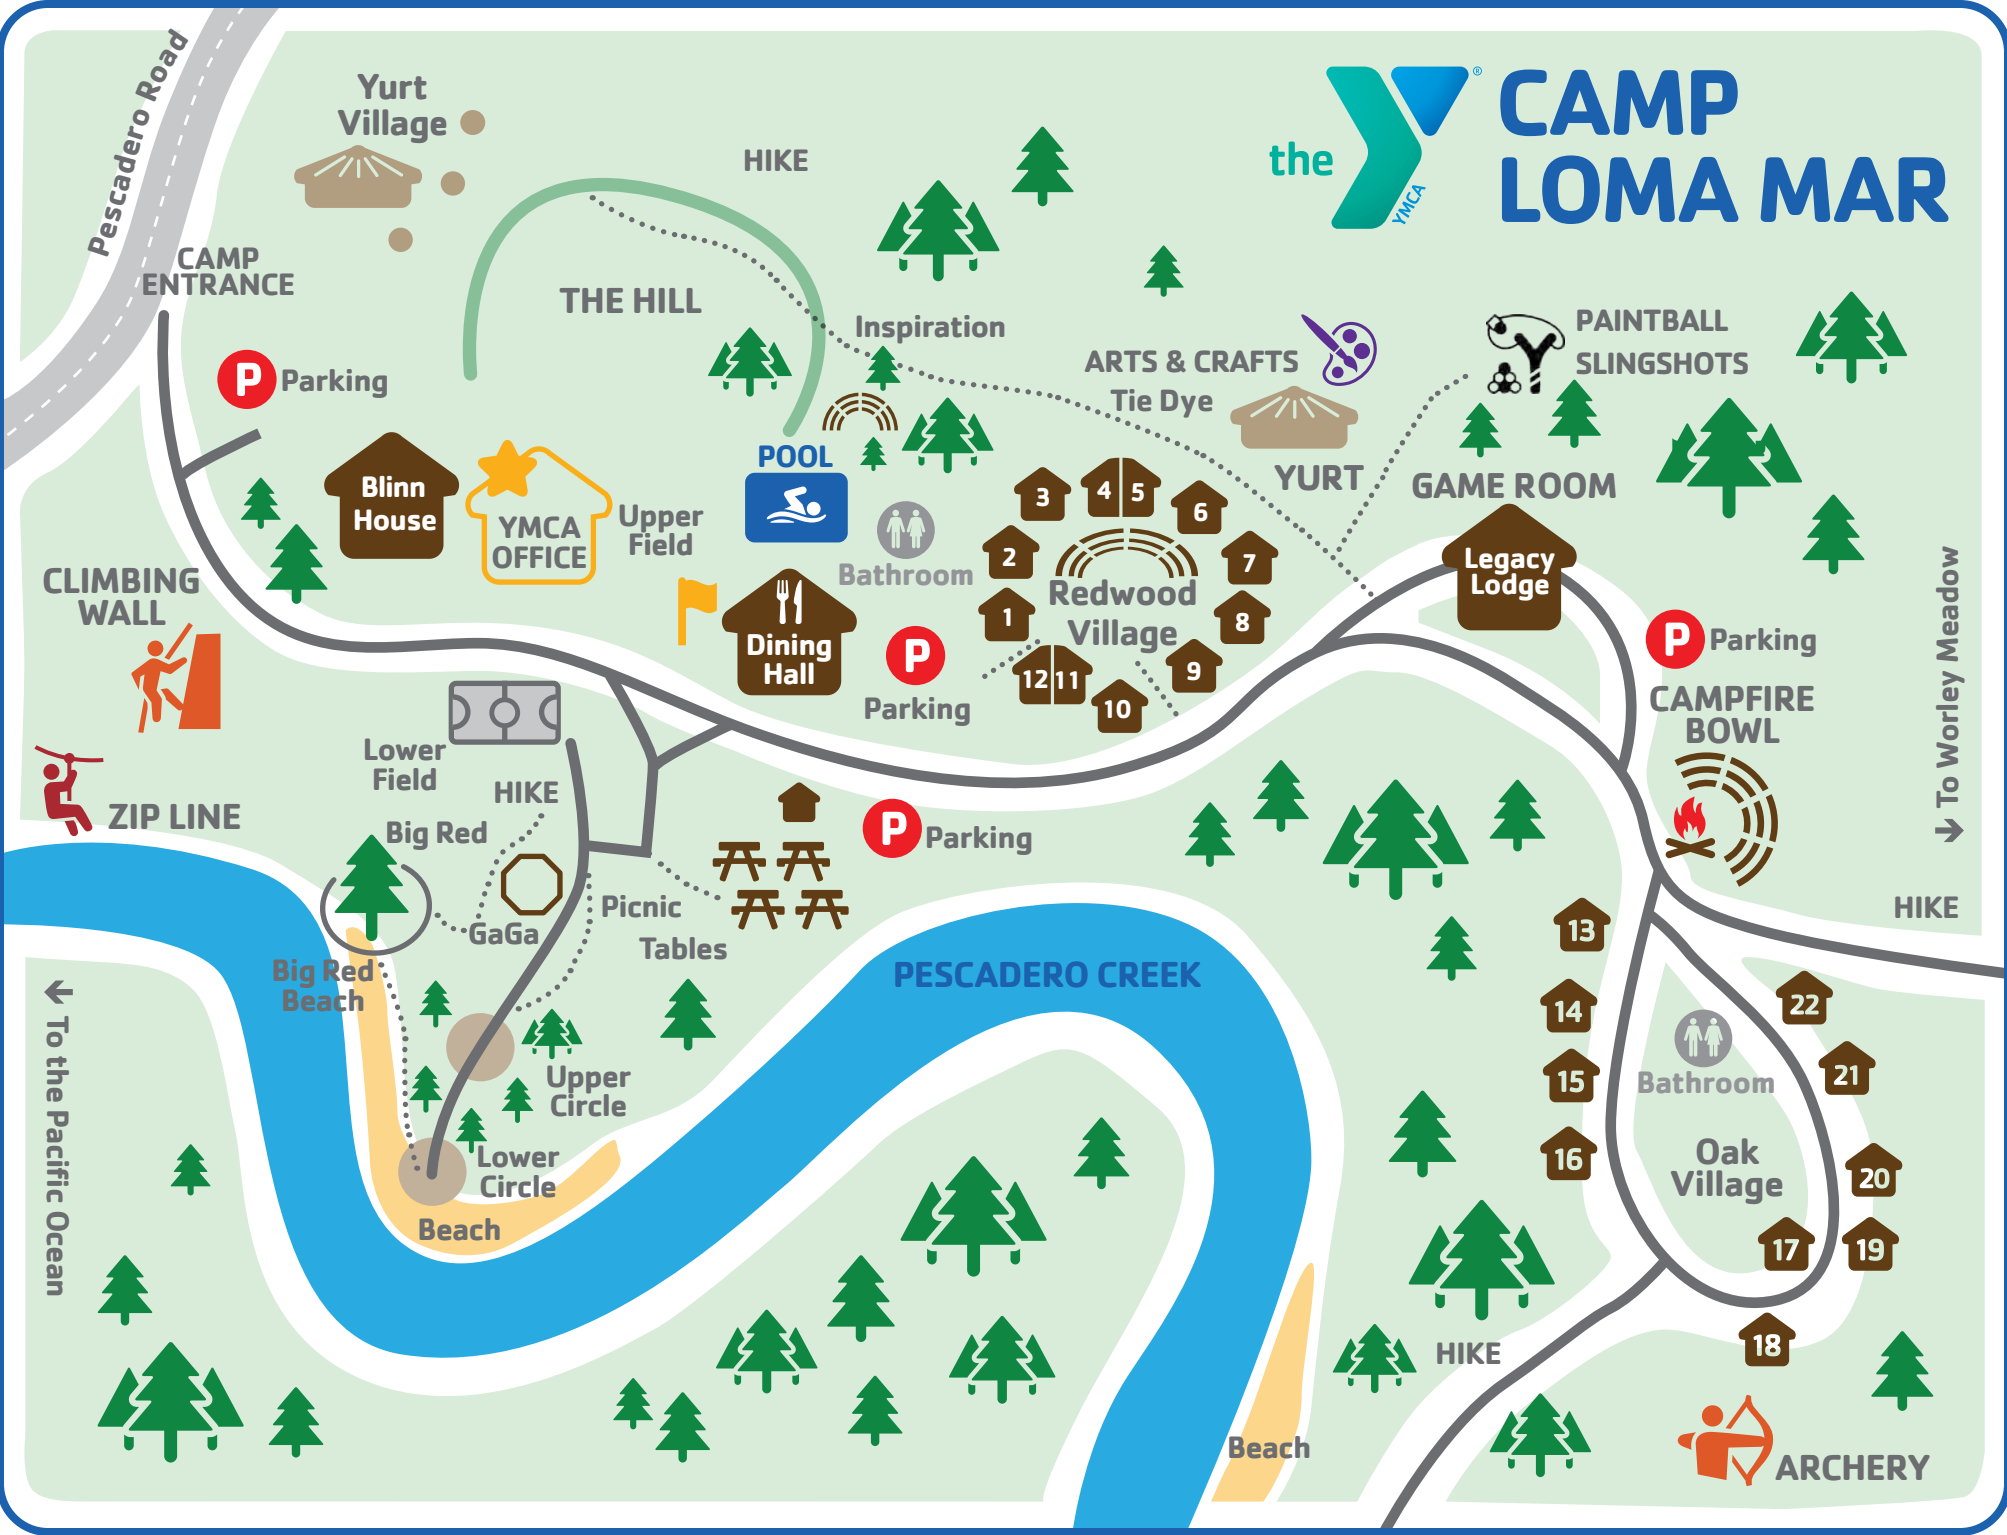 Pescadero Road
Yurt
Village
HIKE
the
YMCA
®
CAMP
LOMA MAR
CAMP
ENTRANCE
THE HILL
Inspiration
P
Parking
ARTS & CRAFTS
Tie Dye
YURT
PAINTBALL
SLINGSHOTS
GAME ROOM
Legacy
Lodge
Blinn
House
YMCA
OFFICE
Upper
Field
POOL
Bathroom
Dining
Hall
P
Parking
1
2
3
4
5
6
7
8
9
10
11
12
Redwood
Village
P
Parking
CAMPFIRE
BOWL
→ To Worley Meadow
CLIMBING
WALL
ZIP LINE
Lower
Field
HIKE
Big Red
GaGa
Picnic
Tables
P
Parking
HIKE
Big Red
Beach
PESCADERO CREEK
← To the Pacific Ocean
Upper
Circle
Lower
Circle
Beach
13
14
15
16
17
18
19
20
21
22
Bathroom
Oak
Village
HIKE
Beach
ARCHERY